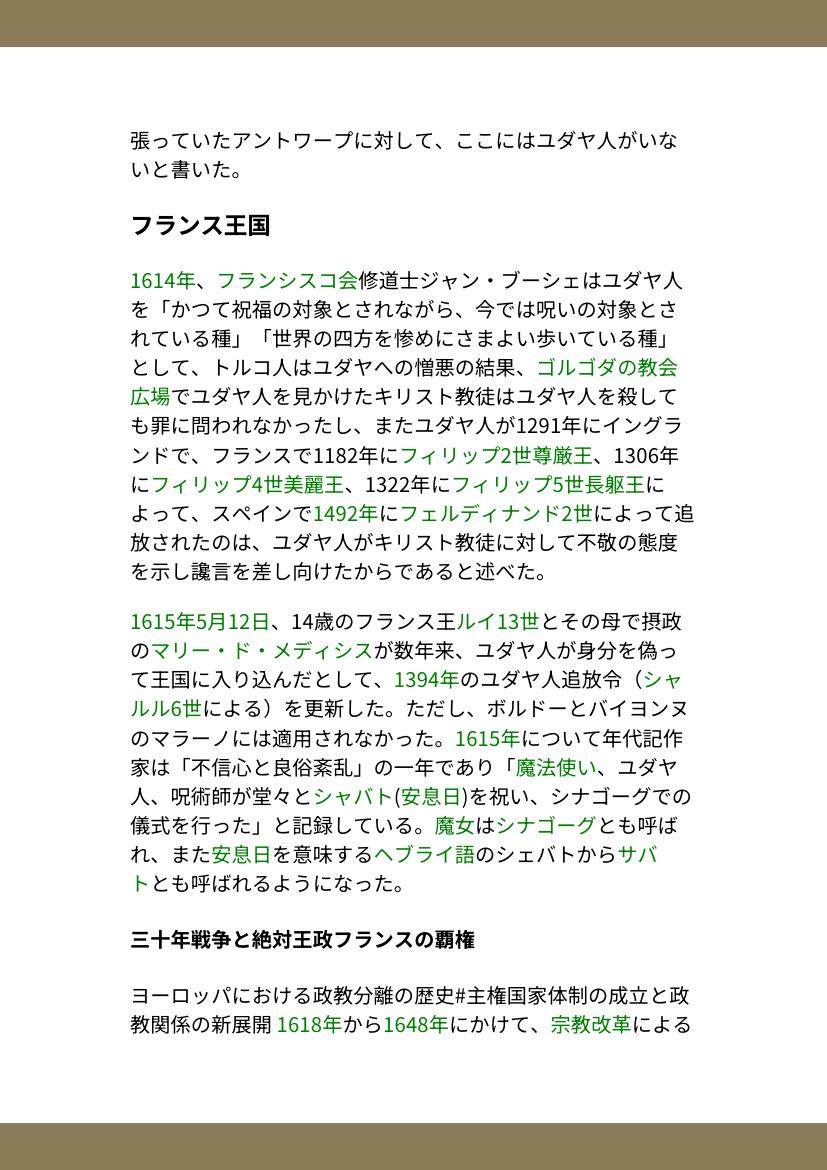 張っていたアントワープに対して、ここにはユダヤ人がいな
いと書いた。
フランス王国
1614年、フランシスコ会修道士ジャン・ブーシェはユダヤ人
を「かつて祝福の対象とされながら、今では呪いの対象とさ
れている種」「世界の四方を惨めにさまよい歩いている種」
として、トルコ人はユダヤへの憎悪の結果、ゴルゴダの教会
広場でユダヤ人を見かけたキリスト教徒はユダヤ人を殺して
も罪に問われなかったし、またユダヤ人が1291年にイングラ
ンドで、フランスで1182年にフィリップ2世尊厳王、1306年
にフィリップ4世美麗王、1322年にフィリップ5世長躯王に
よって、スペインで1492年にフェルディナンド2世によって追
放されたのは、ユダヤ人がキリスト教徒に対して不敬の態度
を示し讒言を差し向けたからであると述べた。
1615年5月12日、14歳のフランス王ルイ13世とその母で摂政
のマリー・ド・メディシスが数年来、ユダヤ人が身分を偽っ
て王国に入り込んだとして、1394年のユダヤ人追放令（シャ
ルル6世による）を更新した。ただし、ボルドーとバイヨンヌ
のマラーノには適用されなかった。1615年について年代記作
家は「不信心と良俗紊乱」の一年であり「魔法使い、ユダヤ
人、呪術師が堂々とシャバト(安息日)を祝い、シナゴーグでの
儀式を行った」と記録している。魔女はシナゴーグとも呼ば
れ、また安息日を意味するヘブライ語のシェバトからサバ
トとも呼ばれるようになった。
三十年戦争と絶対王政フランスの覇権
ヨーロッパにおける政教分離の歴史#主権国家体制の成立と政
教関係の新展開 1618年から1648年にかけて、宗教改革による